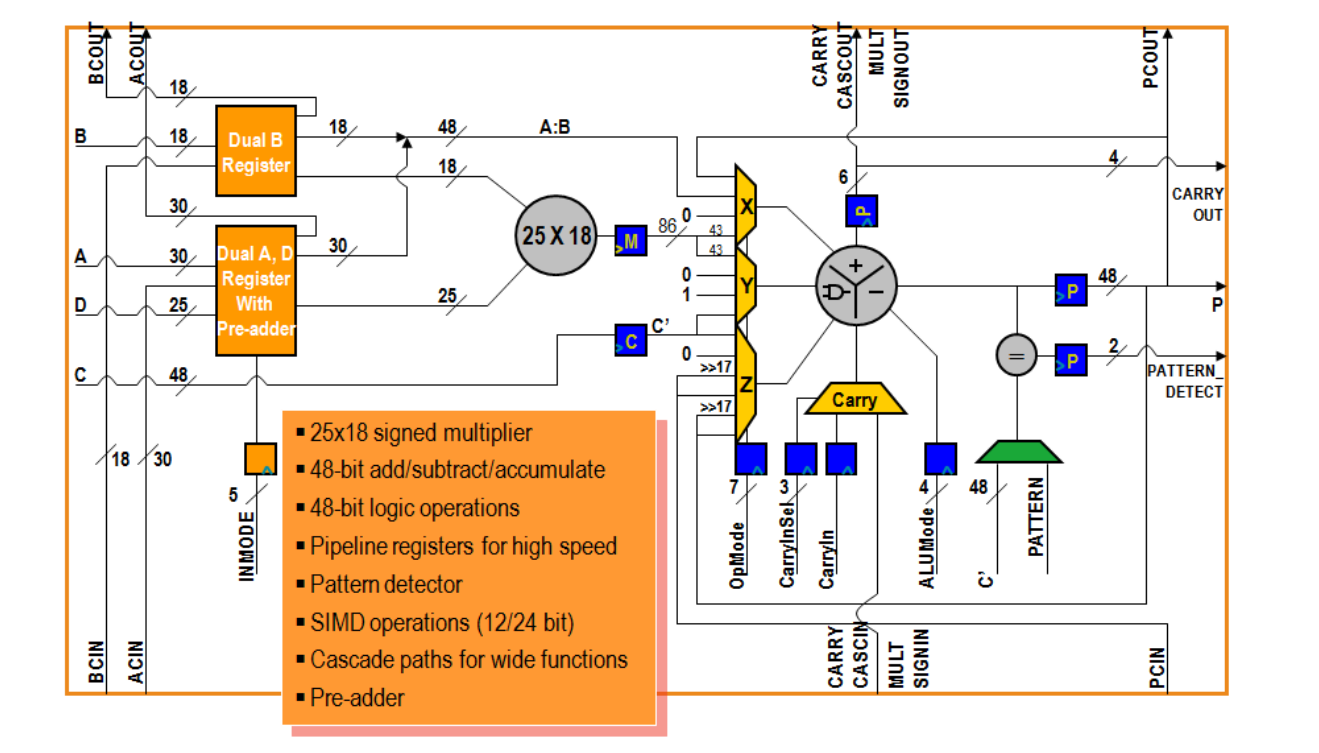 BCOUT
ACOUT
CARRY
CASCOUT
MULT
SIGNOUT
PCOUT
18
B
18
Dual B
Register
18
48
A:B
18
4
CARRY
OUT
6
P
X
0
30
A
30
Dual A, D
Register
With
Pre-adder
30
25 X 18
M
86
43
43
0
Y
1
+
−
D
25
25
P
48
P
C
C’
0
>>17
Z
>>17
=
P
2
PATTERN_
DETECT
C
48
Carry
18
30
5
INMODE
7
OpMode
3
CarryInSel
CarryIn
4
ALUMode
48
C’
PATTERN
▪ 25x18 signed multiplier
▪ 48-bit add/subtract/accumulate
▪ 48-bit logic operations
▪ Pipeline registers for high speed
▪ Pattern detector
▪ SIMD operations (12/24 bit)
▪ Cascade paths for wide functions
▪ Pre-adder
BCIN
ACIN
CARRY
CASCIN
MULT
SIGNIN
PCIN